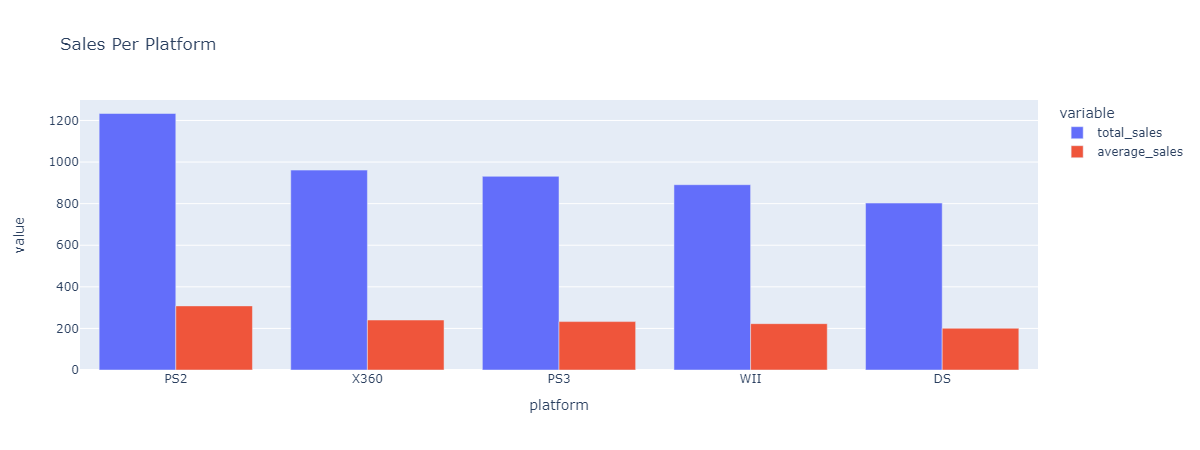 Sales Per Platform
variable
total_sales
average_sales
value
1200
1000
800
600
400
200
0
PS2 X360 PS3 WII DS
platform